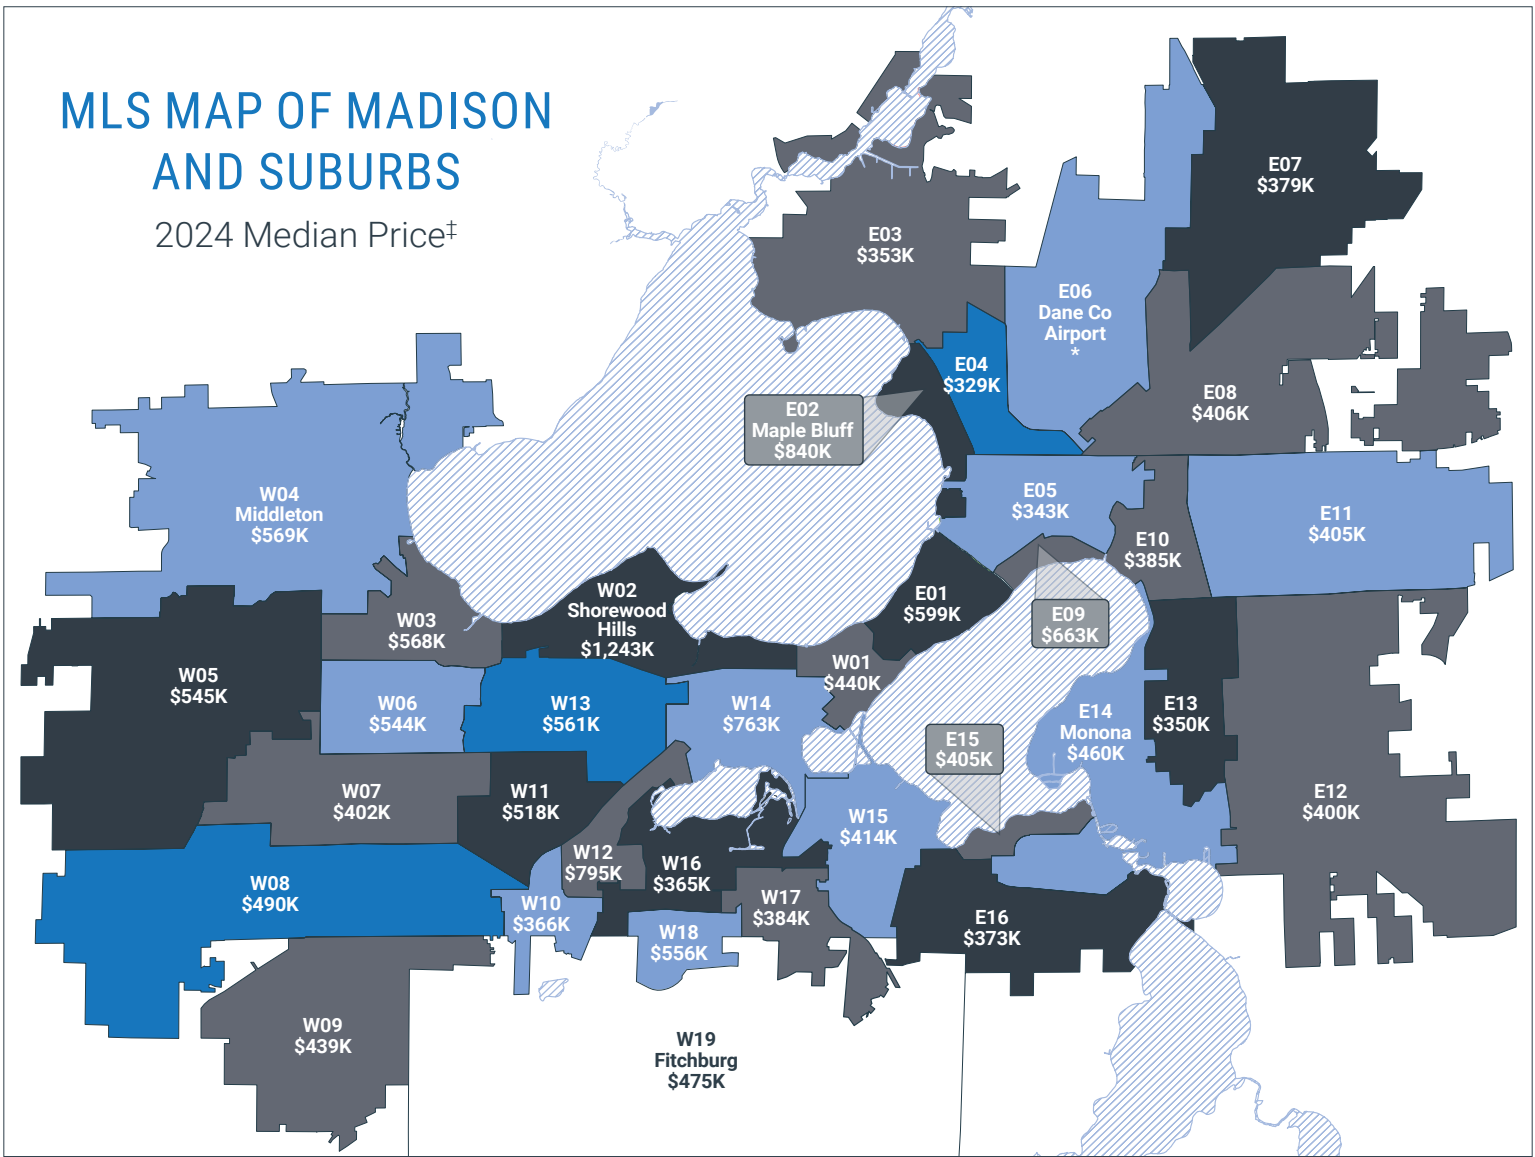 MLS MAP OF MADISON
AND SUBURBS
2024 Median Price‡
E07
$379K
E03
$353K
E06
Dane Co
Airport
*
E04
$329K
E08
$406K
E02
Maple Bluff
$840K
W04
Middleton
$569K
E05
$343K
E11
$405K
E10
$385K
W02
Shorewood
Hills
$1,243K
E01
$599K
E09
$663K
W03
$568K
W05
$545K
W01
$440K
W06
$544K
W13
$561K
W14
$763K
E14
Monona
$460K
E13
$350K
E15
$405K
W07
$402K
W11
$518K
E12
$400K
W15
$414K
W12
$795K
W16
$365K
W08
$490K
W10
$366K
W17
$384K
E16
$373K
W18
$556K
W09
$439K
W19
Fitchburg
$475K